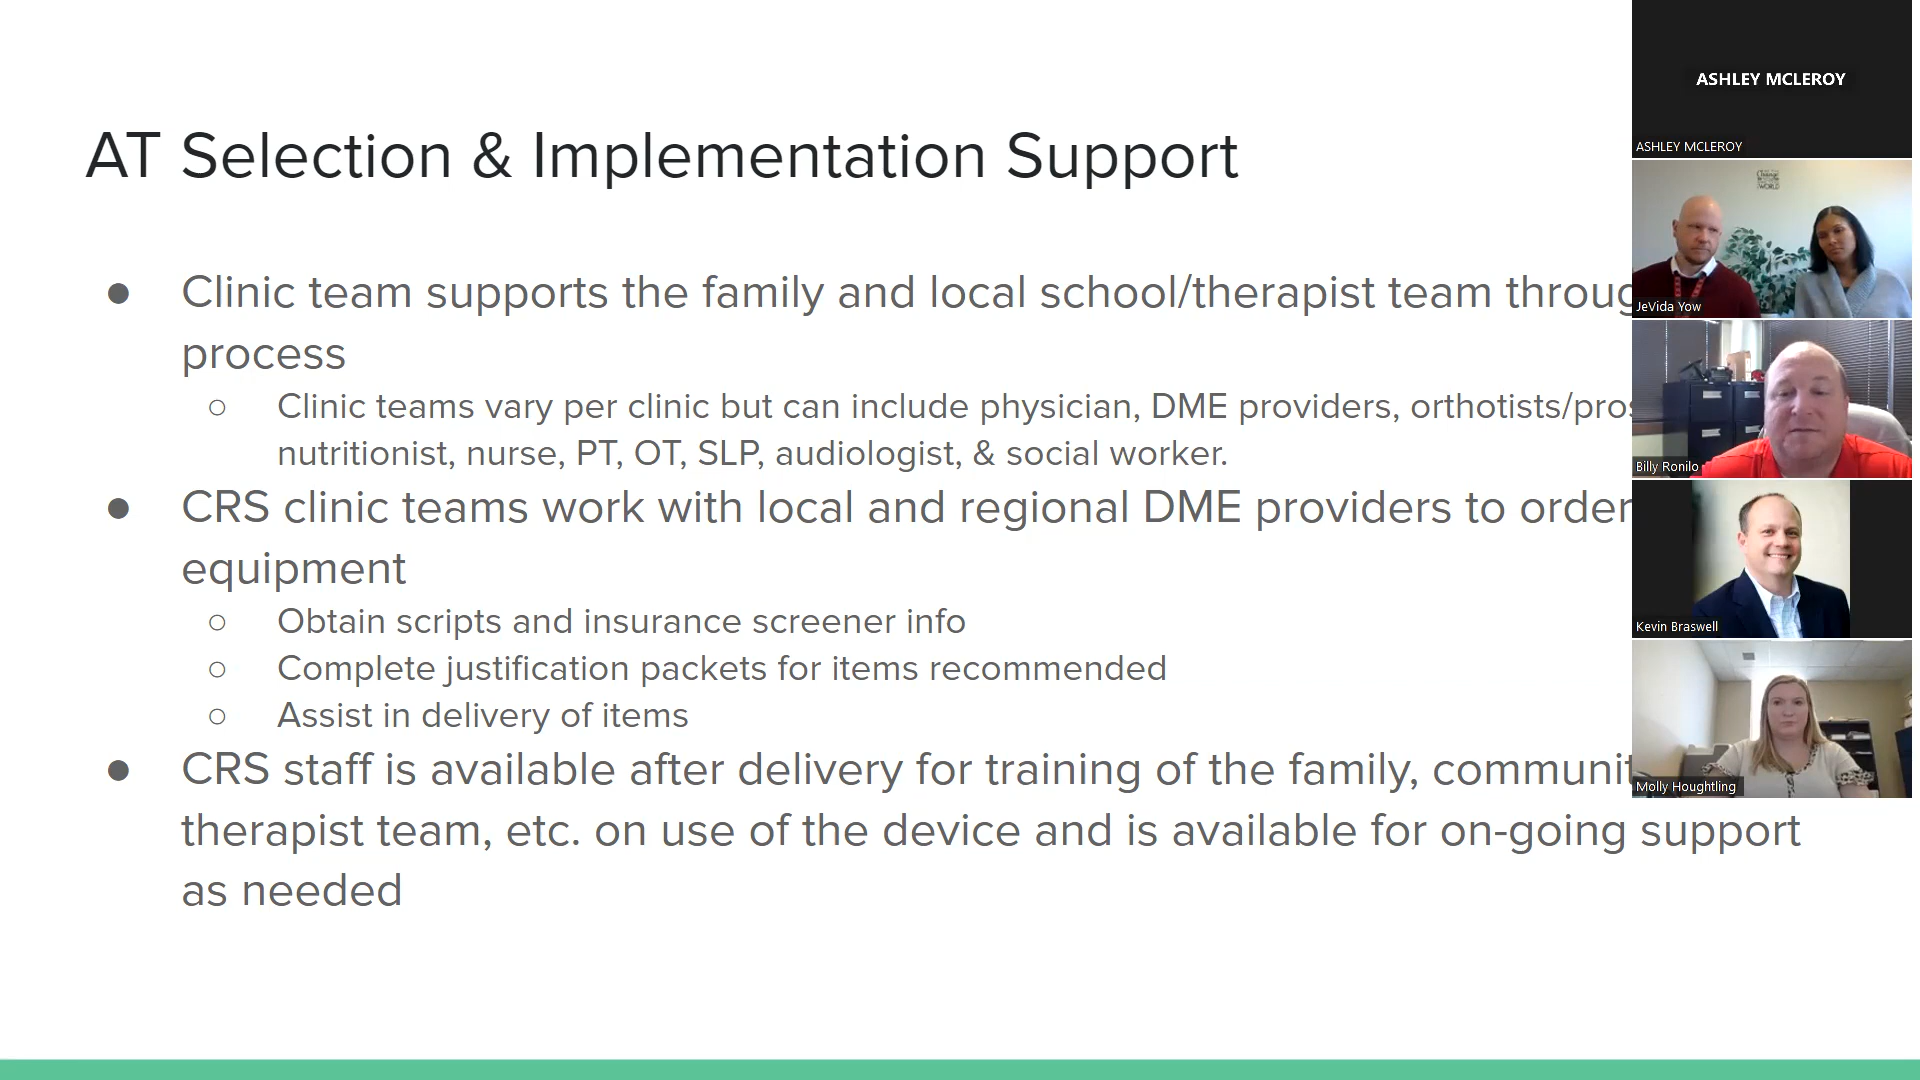 AT Selection & Implementation Support
● Clinic team supports the family and local school/therapist team
process
○ Clinic teams vary per clinic but can include physician, DME providers,
nutritionist, nurse, PT, OT, SLP, audiologist, & social worker.
● CRS clinic teams work with local and regional DME providers to order
equipment
○ Obtain scripts and insurance screener info
○ Complete justification packets for items recommended
○ Assist in delivery of items
● CRS staff is available after delivery for training of the family,
therapist team, etc. on use of the device and is available for on-going support
as needed
ASHLEY MCLEROY
ASHLEY MCLEROY
Change
WORLD
JeVida Yow
Billy Ronilo
Kevin Braswell
Molly Houghtling